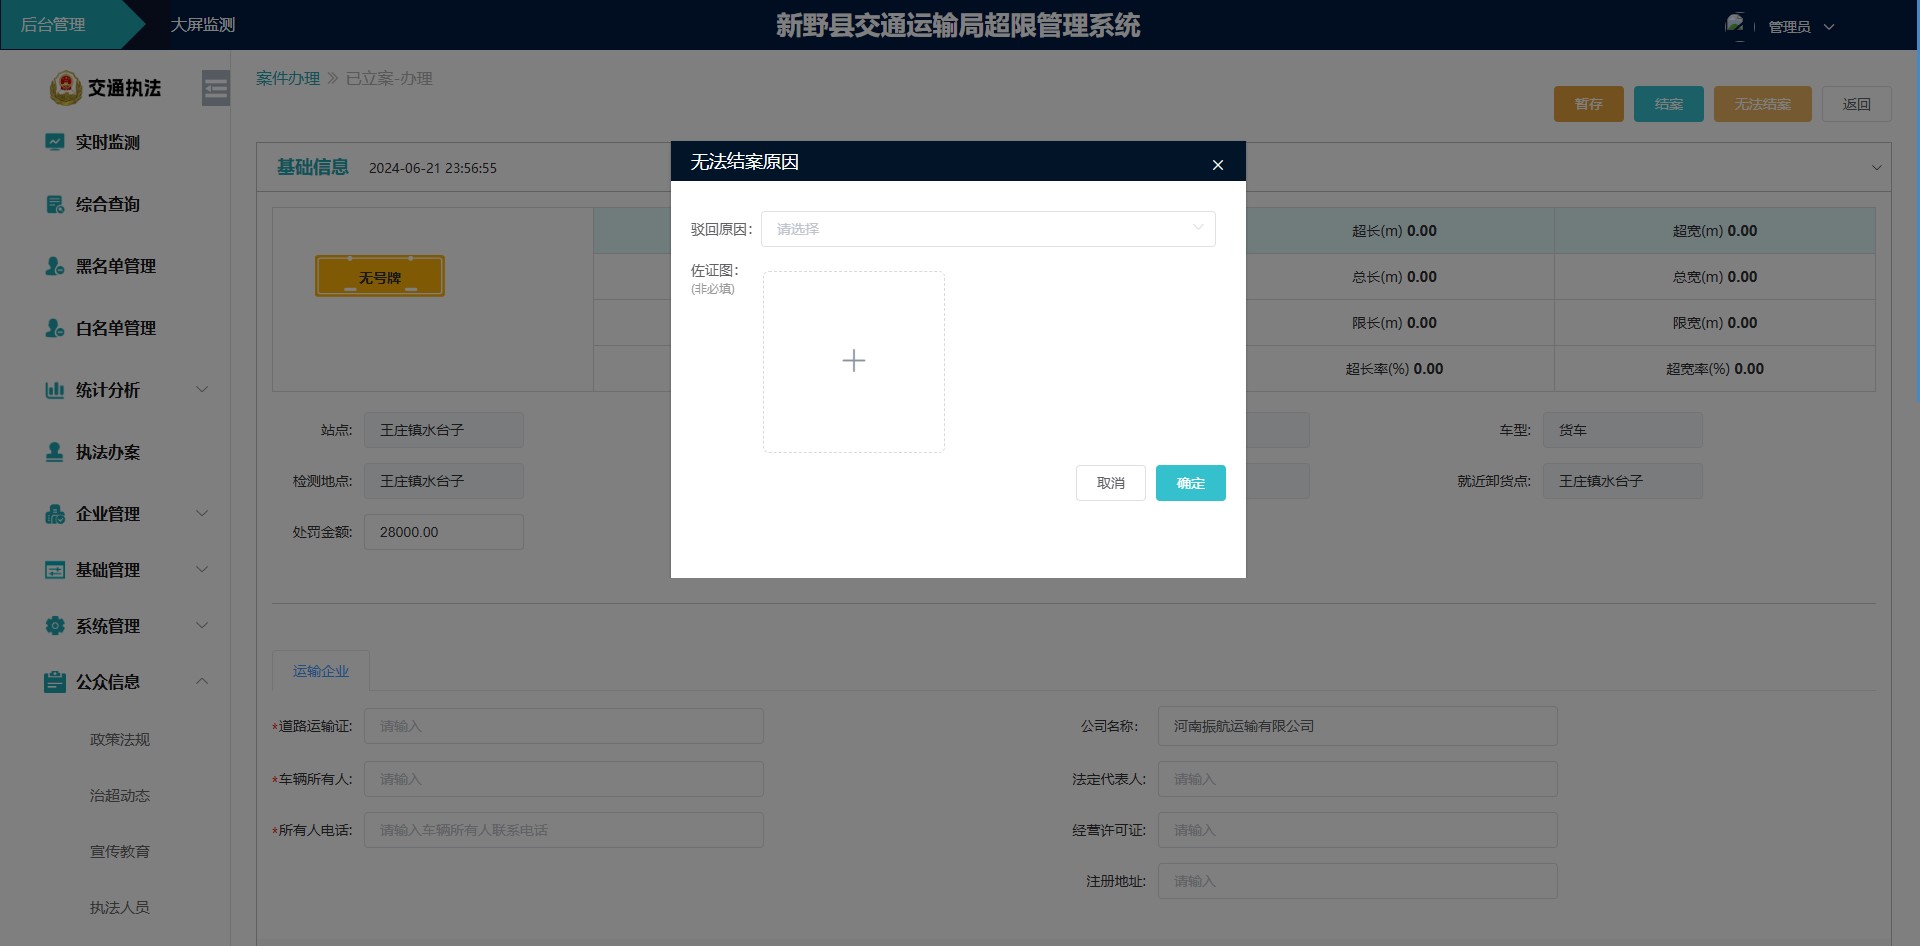 后台管理
大屏监测
新野县交通运输局超限管理系统
管理员
交通执法
实时监测
综合查询
黑名单管理
白名单管理
统计分析
执法办案
企业管理
基础管理
系统管理
公众信息
政策法规
治超动态
宣传教育
执法人员
案件办理 » 已立案-办理
暂存 结案 无法结案 返回
基础信息 2024-06-21 23:56:55
无号牌
超长(m) 0.00 超宽(m) 0.00
总长(m) 0.00 总宽(m) 0.00
限长(m) 0.00 限宽(m) 0.00
超长率(%) 0.00 超宽率(%) 0.00
无法结案原因 ×
驳回原因: 请选择
佐证图:
(非必填)
取消 确定
站点: 王庄镇水台子 车型: 货车
检测地点: 王庄镇水台子 就近卸货点: 王庄镇水台子
处罚金额: 28000.00
运输企业
*道路运输证: 请输入 公司名称: 河南振航运输有限公司
*车辆所有人: 请输入 法定代表人: 请输入
*所有人电话: 请输入车辆所有人联系电话 经营许可证: 请输入
注册地址: 请输入